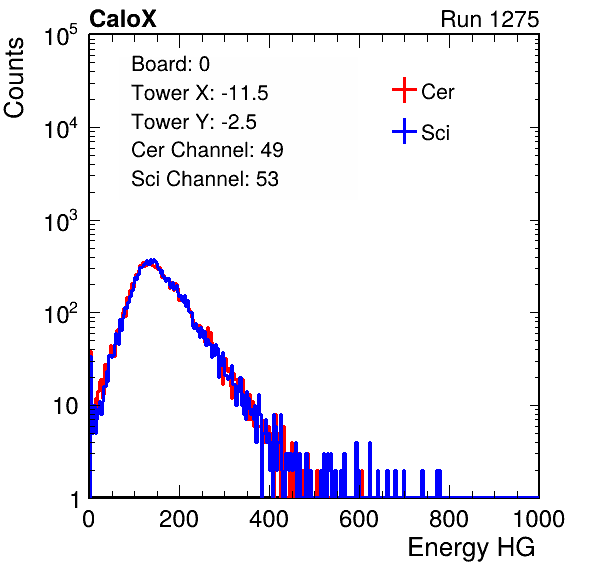 CaloX Run 1275
Counts
10^5
10^4
10^3
10^2
10
1
Board: 0
Tower X: -11.5
Tower Y: -2.5
Cer Channel: 49
Sci Channel: 53
Cer
Sci
0 200 400 600 800 1000
Energy HG